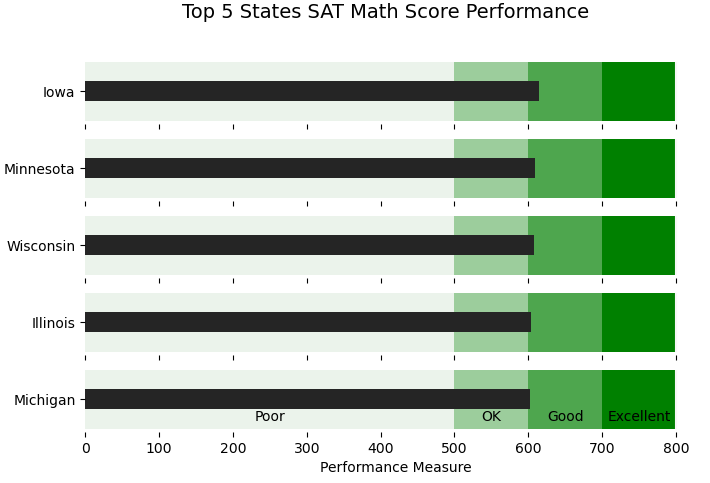 Top 5 States SAT Math Score Performance
Iowa
Minnesota
Wisconsin
Illinois
Michigan
Poor OK Good Excellent
0 100 200 300 400 500 600 700 800
Performance Measure